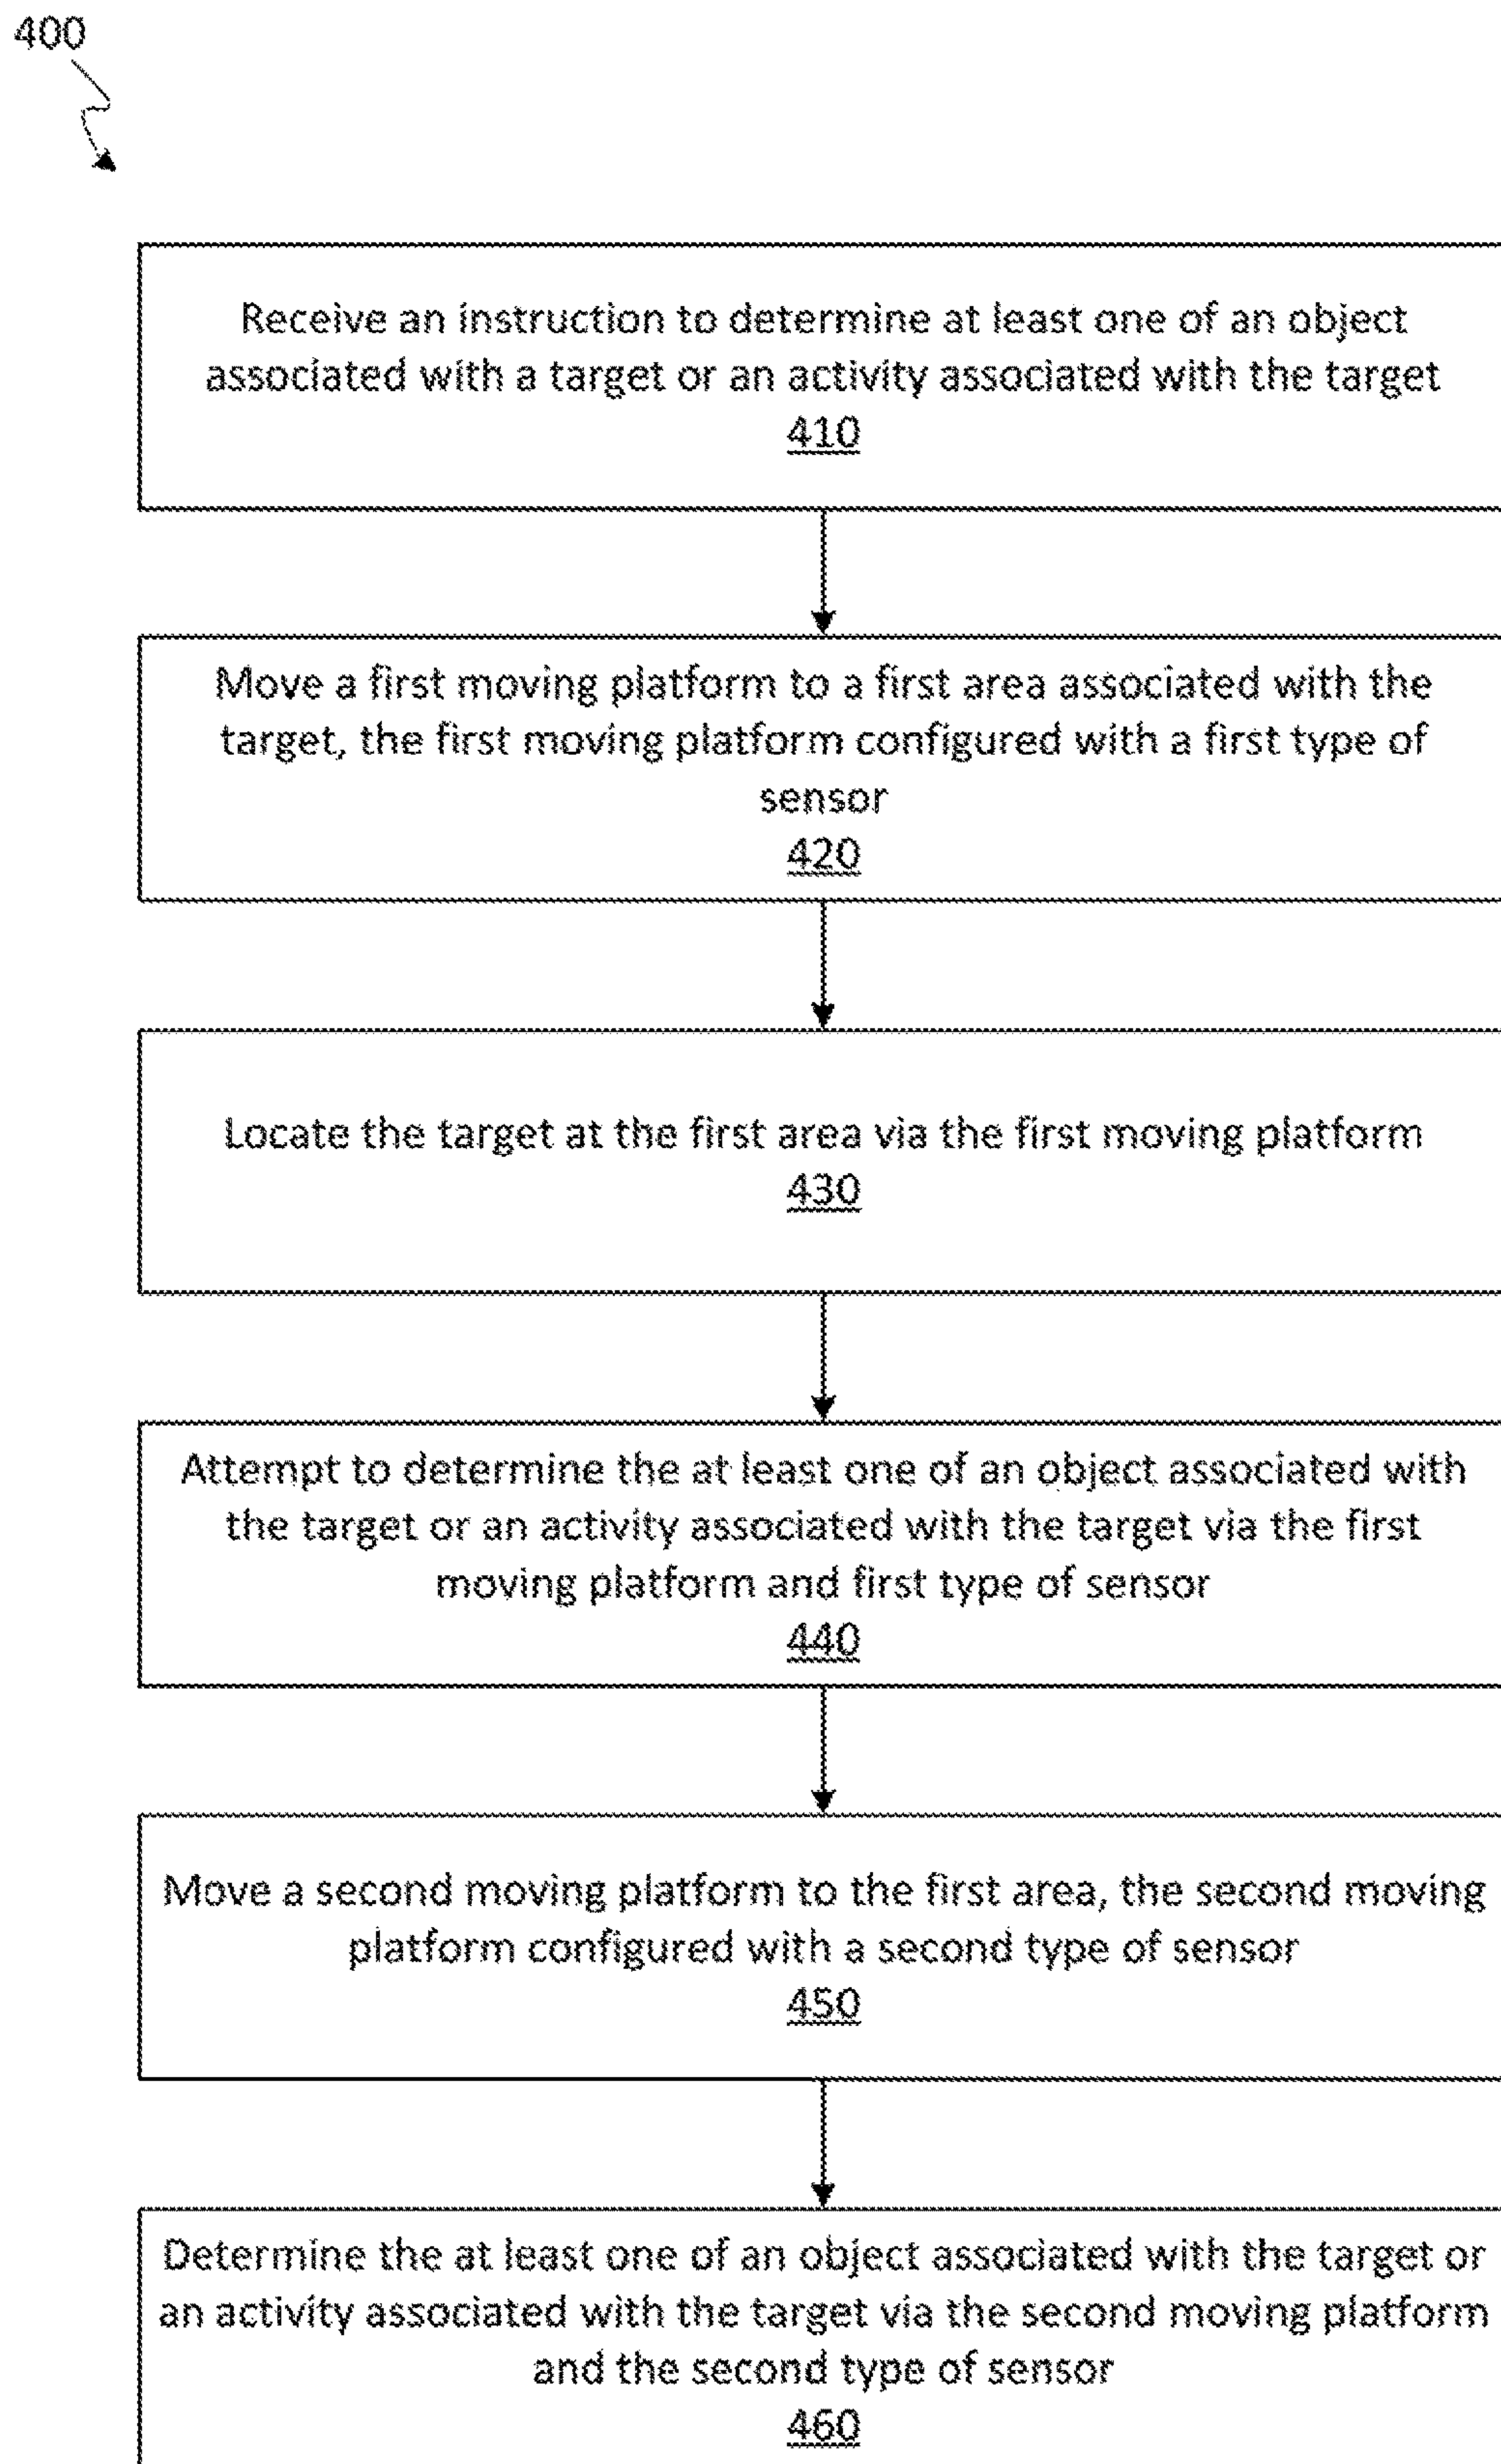 400
Receive an instruction to determine at least one of an object
associated with a target or an activity associated with the target
410
Move a first moving platform to a first area associated with the
target, the first moving platform configured with a first type of
sensor
420
Locate the target at the first area via the first moving platform
430
Attempt to determine the at least one of an object associated with
the target or an activity associated with the target via the first
moving platform and first type of sensor
440
Move a second moving platform to the first area, the second moving
platform configured with a second type of sensor
450
Determine the at least one of an object associated with the target or
an activity associated with the target via the second moving platform
and the second type of sensor
460